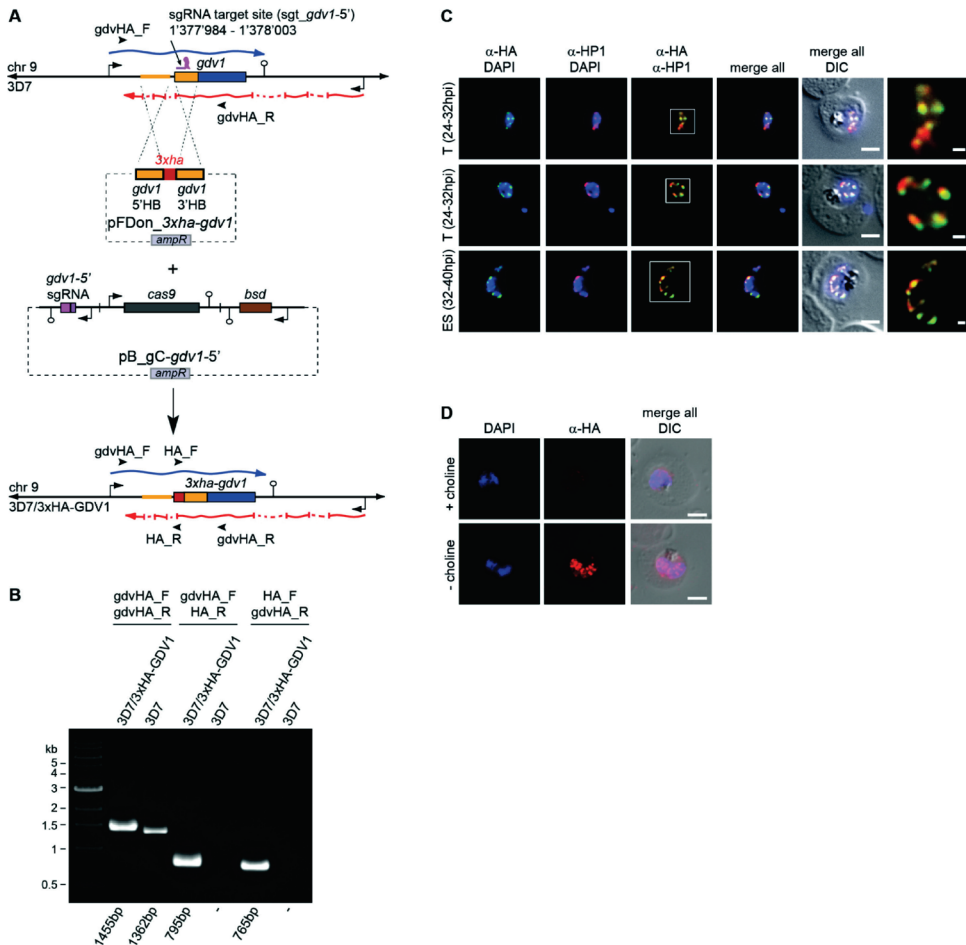 A
sgRNA target site (sgt_gdv1-5')
1'377'984 - 1'378'003
gdvHA_F
gdv1
chr 9
3D7
gdvHA_R
3xha
gdv1 gdv1
5'HB 3'HB
pFDon_3xha-gdv1
ampR
+
gdv1-5'
sgRNA
cas9
bsd
pB_gC-gdv1-5'
ampR
gdvHA_F HA_F
chr 9
3xha-gdv1
3D7/3xHA-GDV1
HA_R gdvHA_R
B
gdvHA_F gdvHA_F HA_F
gdvHA_R HA_R gdvHA_R
3D7/3xHA-GDV1
3D7
3D7/3xHA-GDV1
3D7
3D7/3xHA-GDV1
3D7
kb
5
4
3
2
1.5
1
0.5
1455bp
1362bp
795bp
-
765bp
-
C
α-HA α-HP1 α-HA merge all merge all
DAPI DAPI α-HP1 DIC
T (24-32hpi)
T (24-32hpi)
ES (32-40hpi)
D
DAPI α-HA merge all
DIC
+ choline
- choline